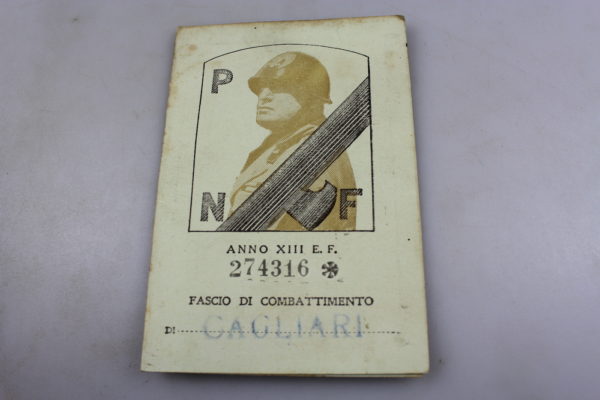 P
N F
ANNO XIII E. F.
274316 ✻
FASCIO DI COMBATTIMENTO
DI CAGLIARI